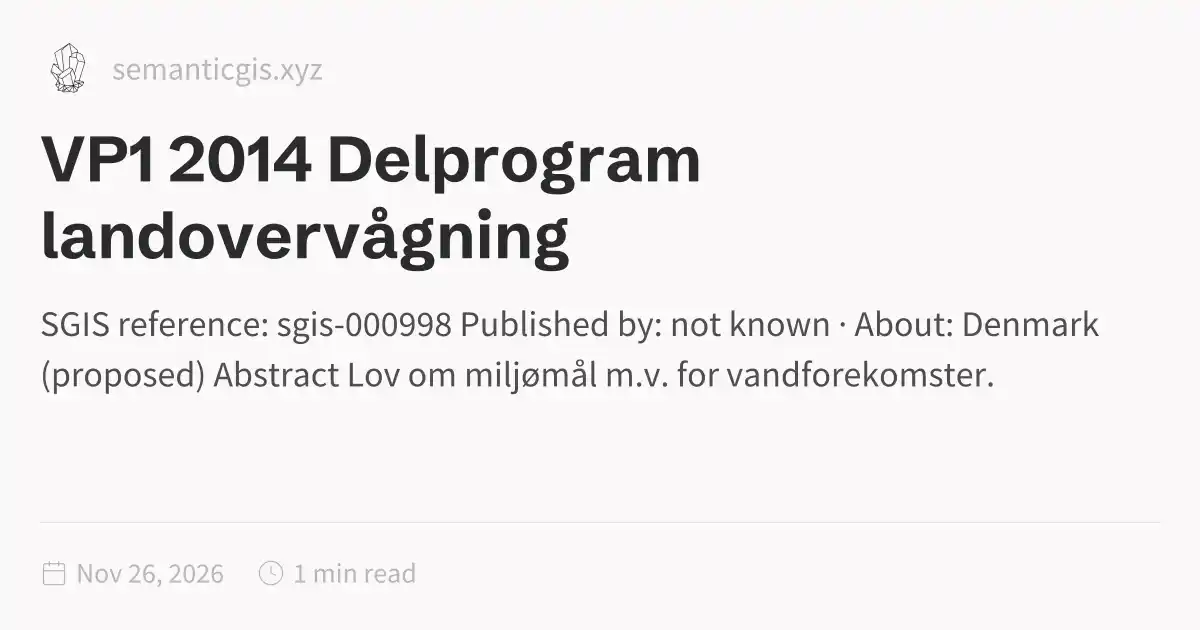 semanticgis.xyz
VP1 2014 Delprogram
landovervågning
SGIS reference: sgis-000998 Published by: not known · About: Denmark
(proposed) Abstract Lov om miljømål m.v. for vandforekomster.
Nov 26, 2026 1 min read